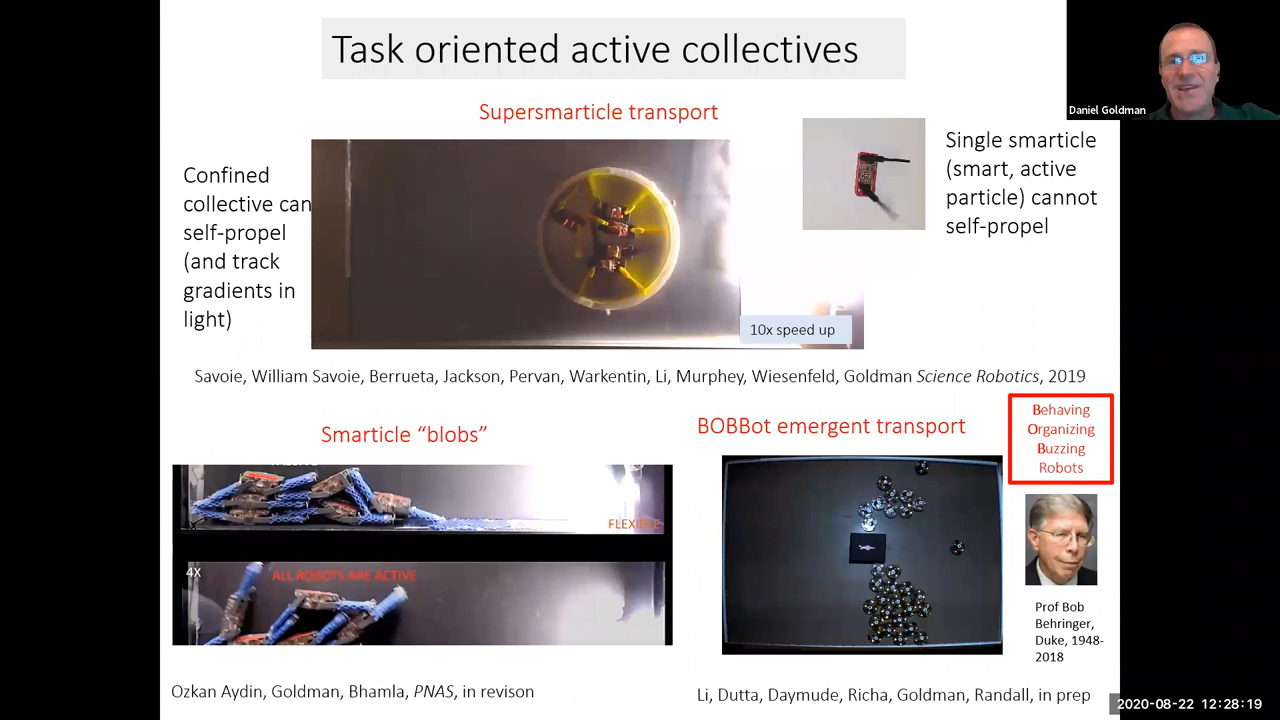 Task oriented active collectives
Daniel Goldman
Supersmarticle transport
Confined
collective can
self-propel
(and track
gradients in
light)
Single smarticle
(smart, active
particle) cannot
self-propel
10x speed up
Savoie, William Savoie, Berrueta, Jackson, Pervan, Warkentin, Li, Murphey, Wiesenfeld, Goldman Science Robotics, 2019
Smarticle “blobs”
FLEXIBLE
4X
ALL ROBOTS ARE ACTIVE
Ozkan Aydin, Goldman, Bhamla, PNAS, in revison
BOBBot emergent transport
Behaving
Organizing
Buzzing
Robots
Prof Bob
Behringer,
Duke, 1948-
2018
Li, Dutta, Daymude, Richa, Goldman, Randall, in prep
2020-08-22 12:28:19